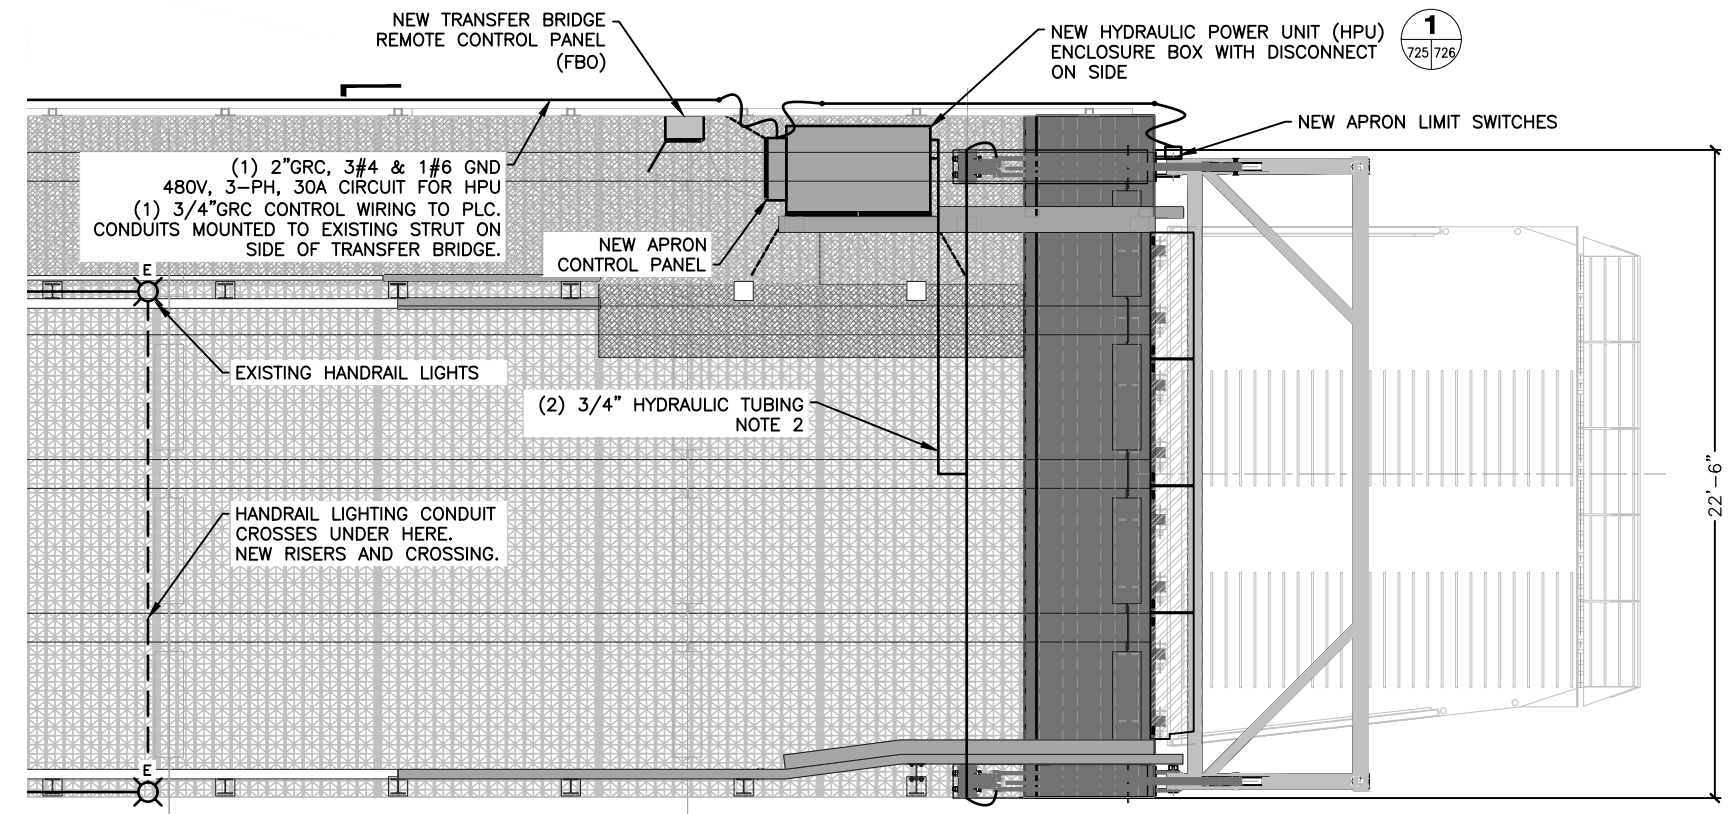 NEW TRANSFER BRIDGE
REMOTE CONTROL PANEL
(FBO)
NEW HYDRAULIC POWER UNIT (HPU)
ENCLOSURE BOX WITH DISCONNECT
ON SIDE
1
725 726
NEW APRON LIMIT SWITCHES
(1) 2"GRC, 3#4 & 1#6 GND
480V, 3-PH, 30A CIRCUIT FOR HPU
(1) 3/4"GRC CONTROL WIRING TO PLC.
CONDUITS MOUNTED TO EXISTING STRUT ON
SIDE OF TRANSFER BRIDGE.
NEW APRON
CONTROL PANEL
E
EXISTING HANDRAIL LIGHTS
(2) 3/4" HYDRAULIC TUBING
NOTE 2
22'-6"
HANDRAIL LIGHTING CONDUIT
CROSSES UNDER HERE.
NEW RISERS AND CROSSING.
E